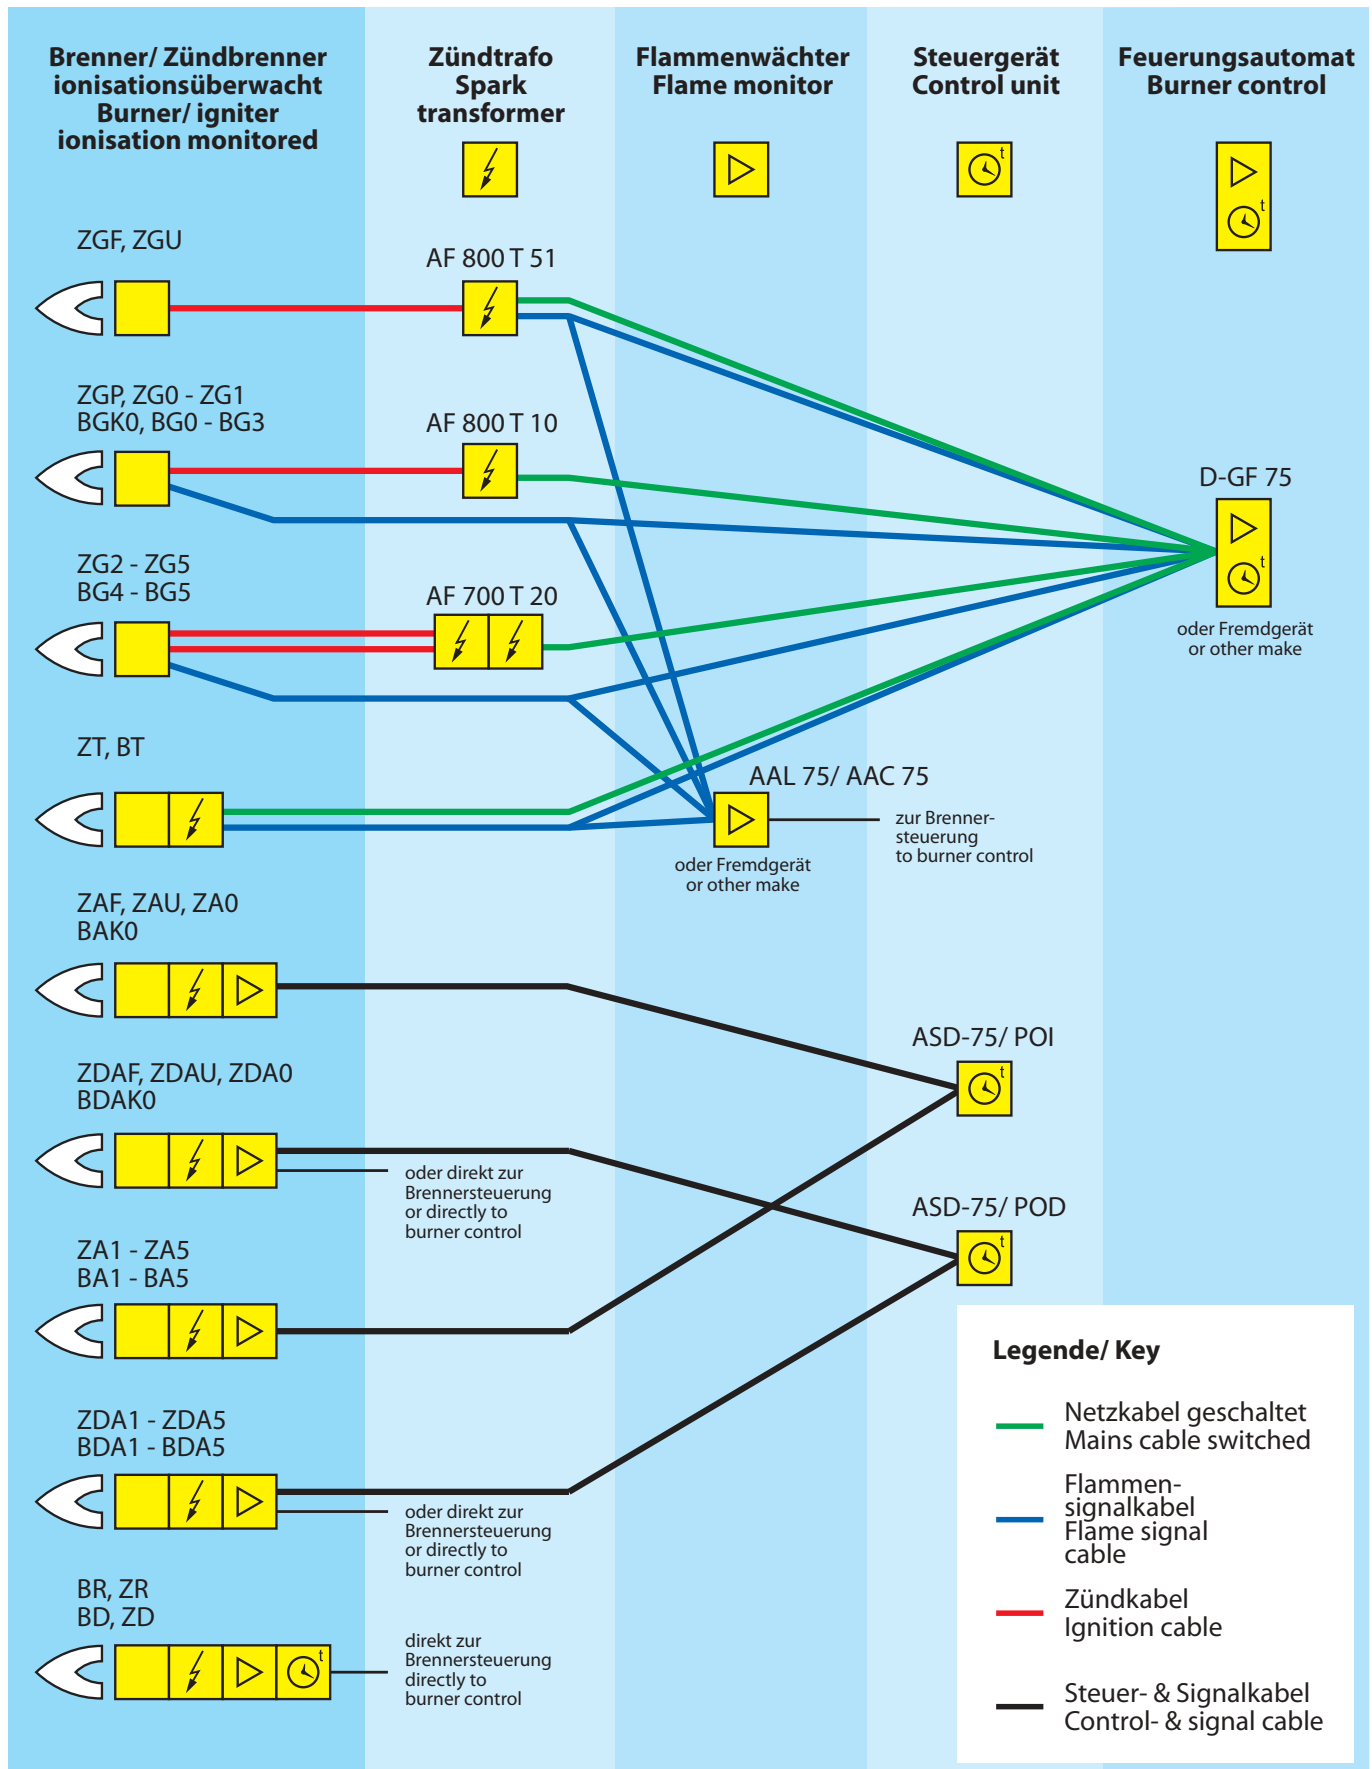 Brenner/ Zündbrenner
ionisationsüberwacht
Burner/ igniter
ionisation monitored
Zündtrafo
Spark
transformer
Flammenwächter
Flame monitor
Steuergerät
Control unit
t
Feuerungsautomat
Burner control
t
ZGF, ZGU
AF 800 T 51
ZGP, ZG0 - ZG1
BGK0, BG0 - BG3
AF 800 T 10
D-GF 75
t
oder Fremdgerät
or other make
ZG2 - ZG5
BG4 - BG5
AF 700 T 20
ZT, BT
AAL 75/ AAC 75
zur Brenner-
steuerung
to burner control
oder Fremdgerät
or other make
ZAF, ZAU, ZA0
BAK0
ASD-75/ POI
t
ZDAF, ZDAU, ZDA0
BDAK0
oder direkt zur
Brennersteuerung
or directly to
burner control
ASD-75/ POD
t
ZA1 - ZA5
BA1 - BA5
ZDA1 - ZDA5
BDA1 - BDA5
oder direkt zur
Brennersteuerung
or directly to
burner control
BR, ZR
BD, ZD
t
direkt zur
Brennersteuerung
directly to
burner control
Legende/ Key
Netzkabel geschaltet
Mains cable switched
Flammen-
signalkabel
Flame signal
cable
Zündkabel
Ignition cable
Steuer- & Signalkabel
Control- & signal cable